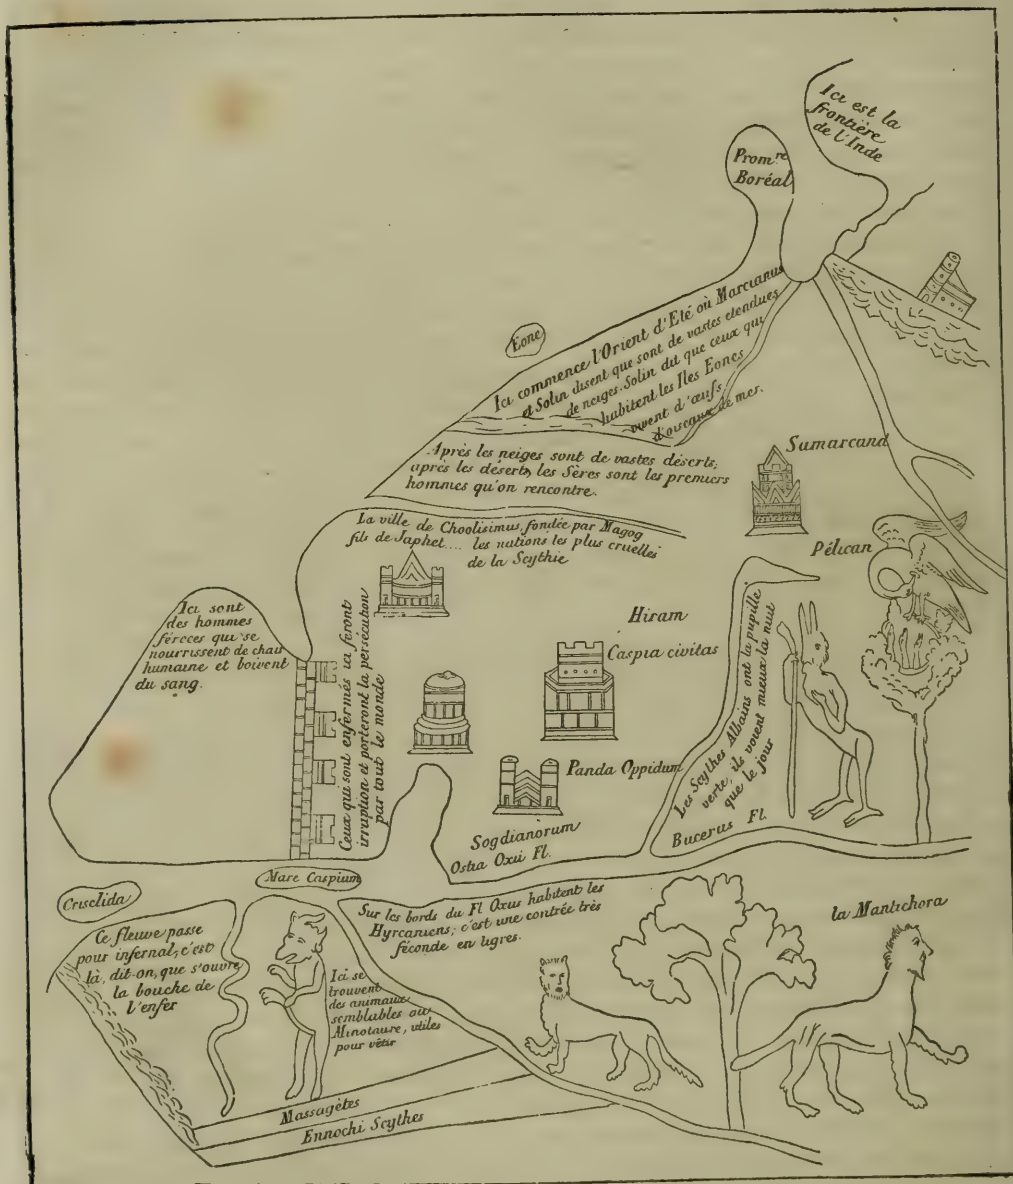 Ici est la
frontière
de l'Inde
Prom.re
Boréal
Eone
Ici commence l'Orient d'Eté où Marcianus
et Solin disent que sont de vastes étendues
de neiges. Solin dit que ceux qui
habitent les Iles Eones
vivent d'œufs
d'oiseaux de mer.
Après les neiges sont de vastes déserts;
après les déserts, les Sères sont les premiers
hommes qu'on rencontre.
Samarcand
La ville de Choolisimus, fondée par Magog
fils de Japhet.... les nations les plus cruelles
de la Scythie
Pélican
Ici sont
des hommes
féroces qui se
nourrissent de chair
humaine et boivent
du sang.
Ceux qui sont enfermés ici feront
irruption et porteront la persécution
par tout le monde
Hiram
Caspia civitas
Panda Oppidum
Les Scythes Albains ont la pupille
verte, ils voient mieux la nuit
que le jour
Bucerus Fl.
Sogdianorum
Ostia Oxui Fl.
Mare Caspium
Crisolida
Ce fleuve passe
pour infernal; c'est
là, dit-on, que s'ouvre
la bouche de
l'enfer
Ici se
trouvent
des animaux
semblables au
Minotaure, utiles
pour vêtir
Sur les bords du Fl Oxus habitent les
Hyrcaniens; c'est une contrée très
féconde en tigres.
la Mantichora
Massagètes
Ennochi Scythes